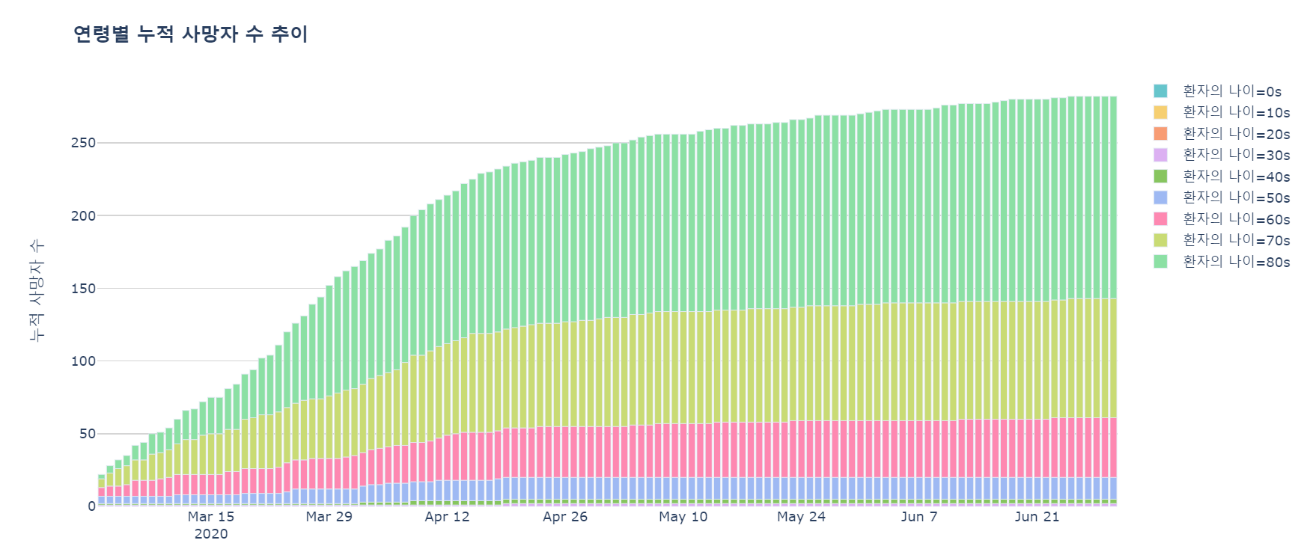 연령별 누적 사망자 수 추이
누적 사망자 수
250
200
150
100
50
0
Mar 15
2020
Mar 29
Apr 12
Apr 26
May 10
May 24
Jun 7
Jun 21
환자의 나이=0s
환자의 나이=10s
환자의 나이=20s
환자의 나이=30s
환자의 나이=40s
환자의 나이=50s
환자의 나이=60s
환자의 나이=70s
환자의 나이=80s